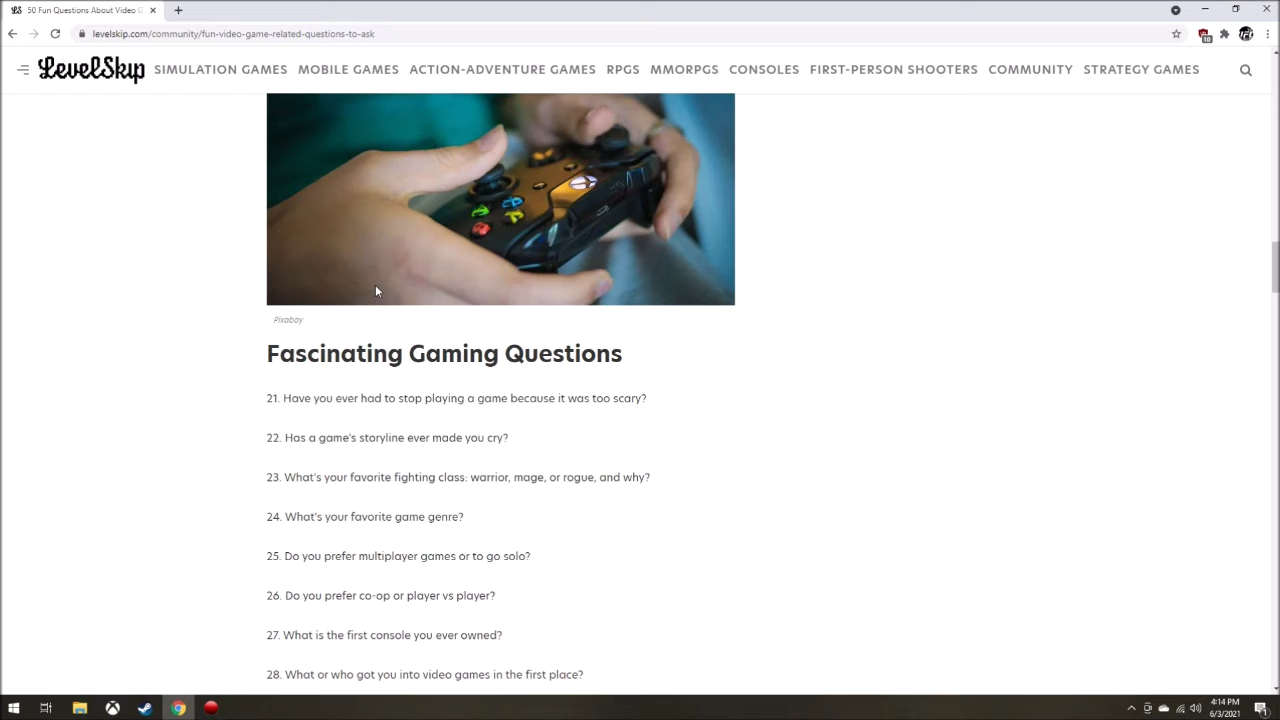 50 Fun Questions About Video G
levelskip.com/community/fun-video-game-related-questions-to-ask
10
LevelSkip SIMULATION GAMES MOBILE GAMES ACTION-ADVENTURE GAMES RPGS MMORPGS CONSOLES FIRST-PERSON SHOOTERS COMMUNITY STRATEGY GAMES
Pixabay
Fascinating Gaming Questions
21. Have you ever had to stop playing a game because it was too scary?
22. Has a game's storyline ever made you cry?
23. What's your favorite fighting class: warrior, mage, or rogue, and why?
24. What's your favorite game genre?
25. Do you prefer multiplayer games or to go solo?
26. Do you prefer co-op or player vs player?
27. What is the first console you ever owned?
28. What or who got you into video games in the first place?
4:14 PM
6/3/2021
1